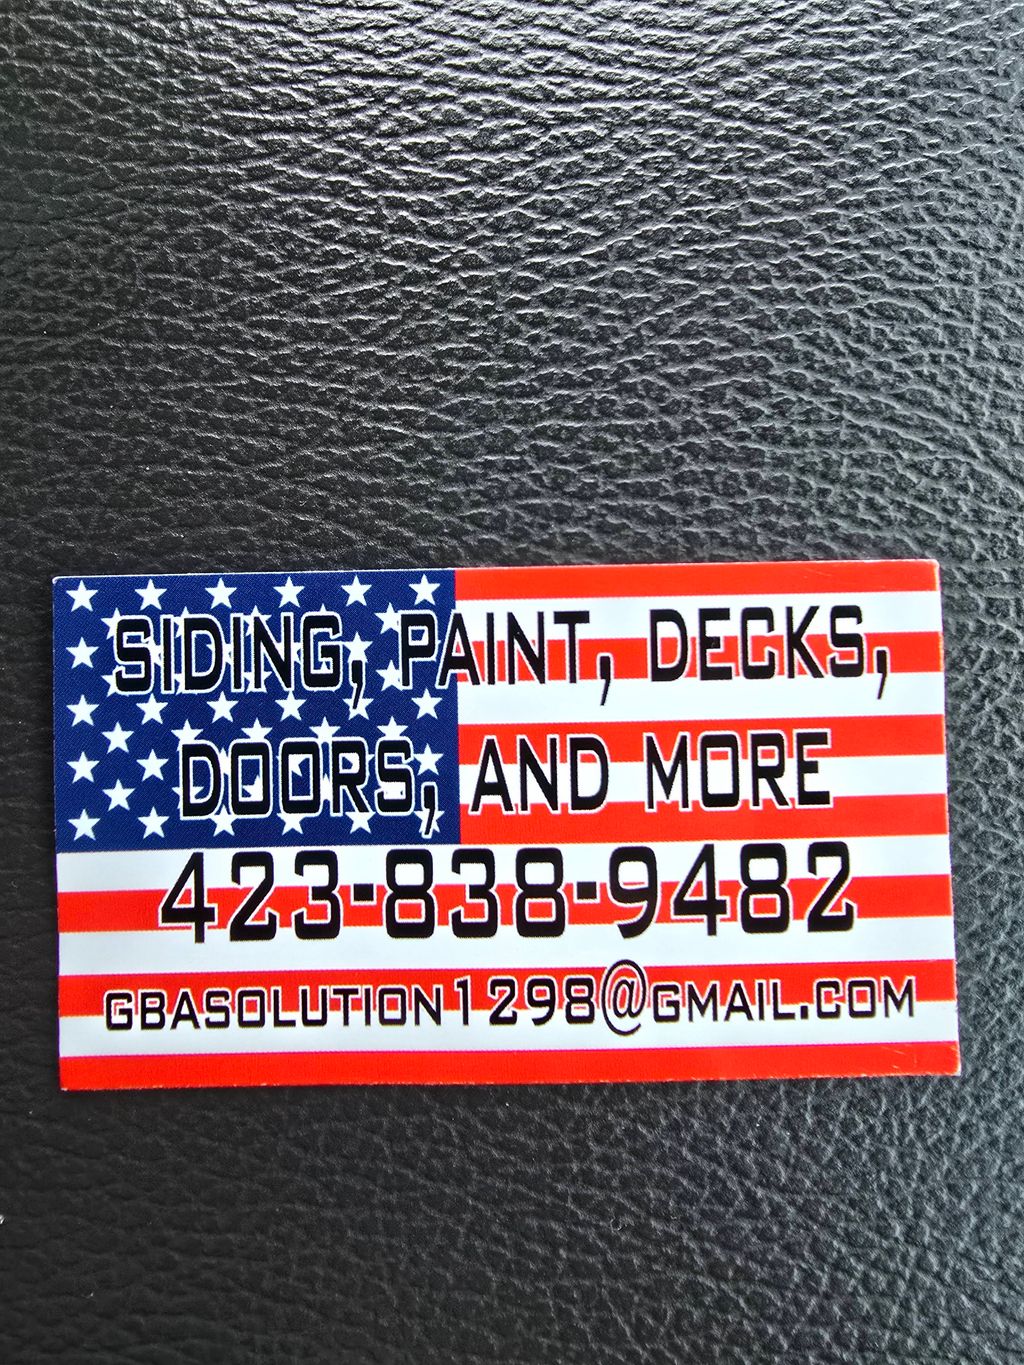 SIDING, PAINT, DECKS,
DOORS, AND MORE
423-838-9482
GBASOLUTION1298@GMAIL.COM